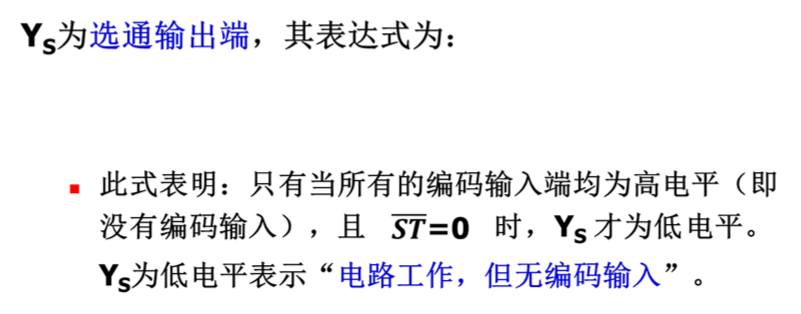 Yₛ为选通输出端，其表达式为：
▪ 此式表明：只有当所有的编码输入端均为高电平（即
没有编码输入），且 S̅T̅=0 时，Yₛ 才为低电平。
Yₛ为低电平表示“电路工作，但无编码输入”。